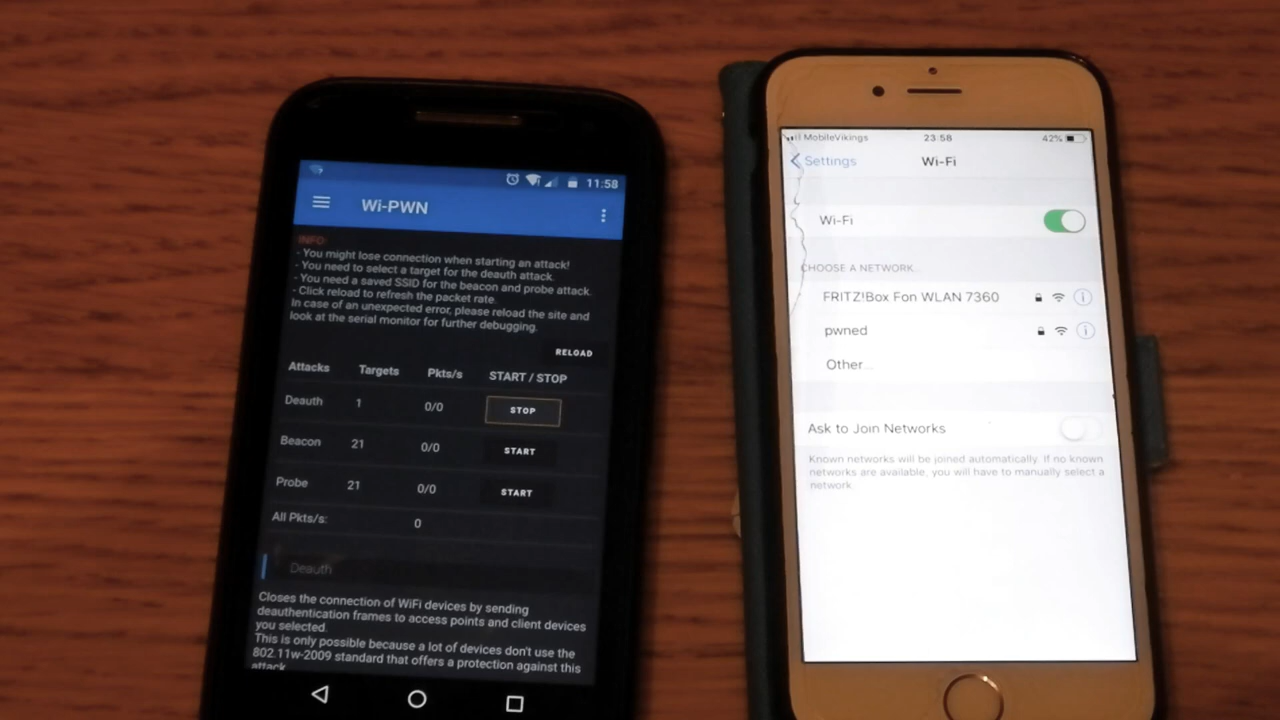 11:58
Wi-PWN
INFO:
- You might lose connection when starting an attack!
- You need to select a target for the deauth attack.
- You need a saved SSID for the beacon and probe attack.
- Click reload to refresh the packet rate.
In case of an unexpected error, please reload the site and
look at the serial monitor for further debugging.
RELOAD
Attacks Targets Pkts/s START / STOP
Deauth 1 0/0 STOP
Beacon 21 0/0 START
Probe 21 0/0 START
All Pkts/s: 0
Deauth
Closes the connection of WiFi devices by sending
deauthentication frames to access points and client devices
you selected.
This is only possible because a lot of devices don't use the
802.11w-2009 standard that offers a protection against this
attack.
MobileVikings 23:58 42%
Settings Wi-Fi
Wi-Fi
CHOOSE A NETWORK...
FRITZ!Box Fon WLAN 7360
pwned
Other...
Ask to Join Networks
Known networks will be joined automatically. If no known
networks are available, you will have to manually select a
network.